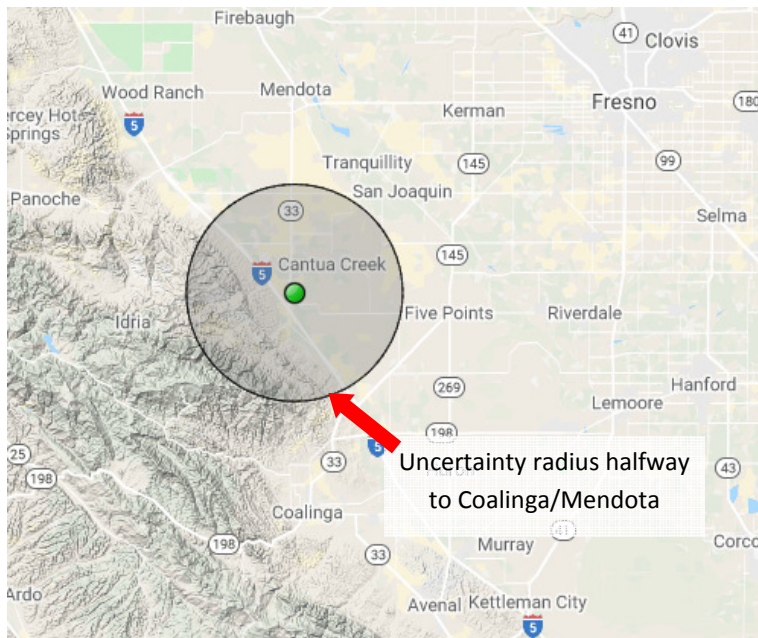 Firebaugh
41
Clovis
Wood Ranch
Mendota
Fresno
180
ercey Hot
Springs
5
Kerman
Tranquillity
145
99
San Joaquin
Panoche
33
Selma
145
5
Cantua Creek
Idria
Five Points
Riverdale
269
Hanford
Lemoore
198
25
198
33
5
Uncertainty radius halfway
to Coalinga/Mendota
43
Coalinga
198
41
Murray
Corco
33
Ardo
Avenal
Kettleman City
5